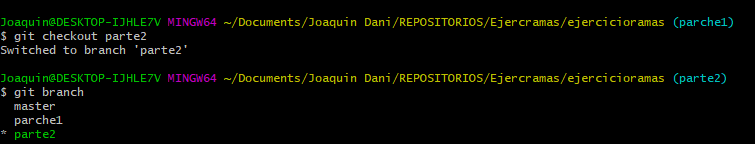 Joaquin@DESKTOP-IJHLE7V MINGW64 ~/Documents/Joaquin Dani/REPOSITORIOS/Ejercramas/ejercicioramas (parche1)
$ git checkout parte2
Switched to branch 'parte2'
Joaquin@DESKTOP-IJHLE7V MINGW64 ~/Documents/Joaquin Dani/REPOSITORIOS/Ejercramas/ejercicioramas (parte2)
$ git branch
master
parche1
* parte2